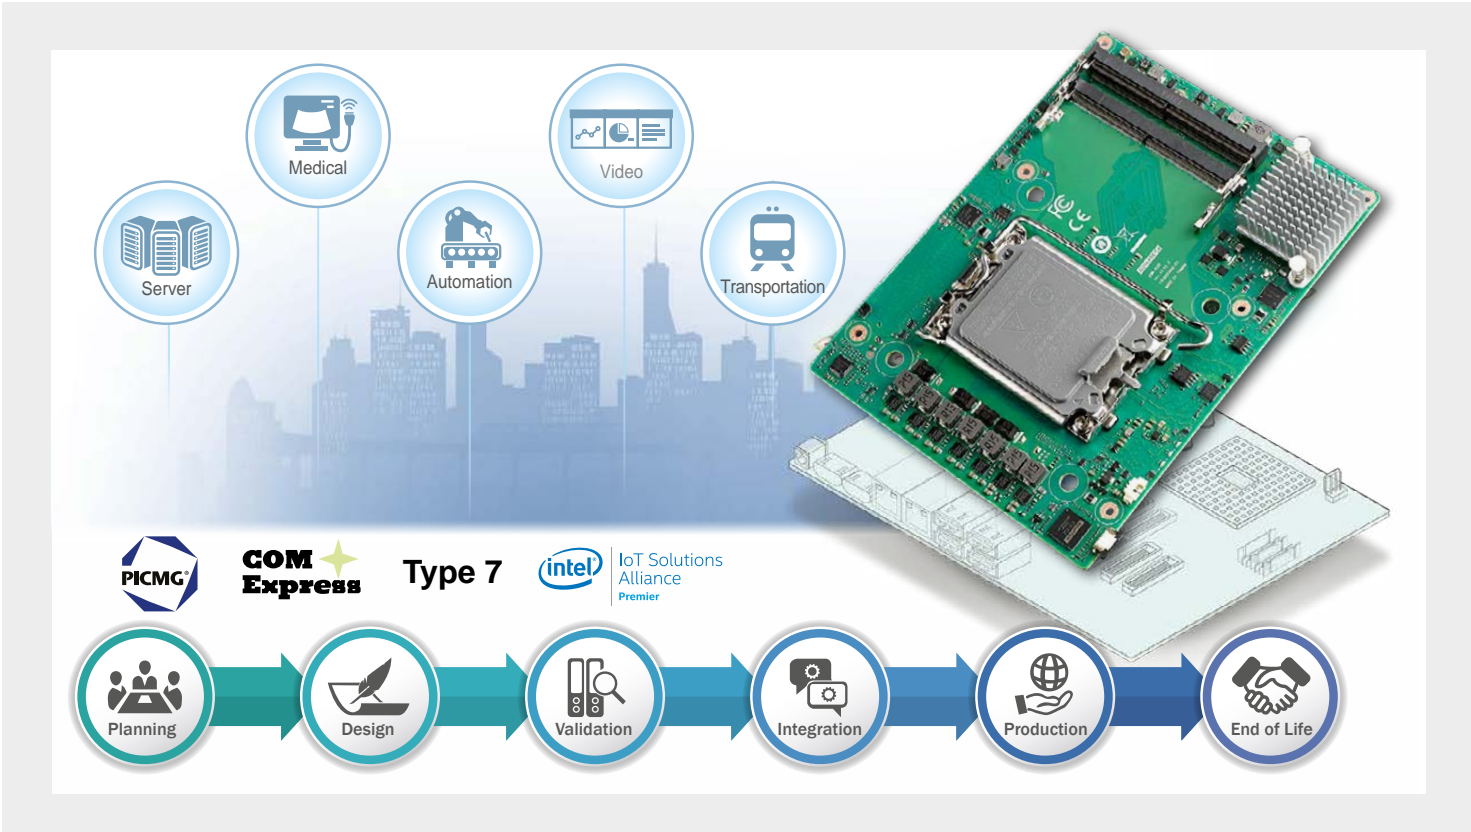 Medical
Video
Server
Automation
Transportation
PICMG®
COM
Express
Type 7
intel®
IoT Solutions
Alliance
Premier
Planning
Design
Validation
Integration
Production
End of Life